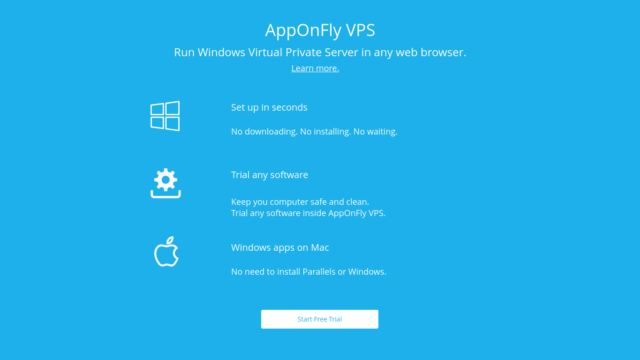 AppOnFly VPS
Run Windows Virtual Private Server in any web browser.
Learn more.
Set up in seconds
No downloading. No installing. No waiting.
Trial any software
Keep you computer safe and clean.
Trial any software inside AppOnFly VPS.
Windows apps on Mac
No need to install Parallels or Windows.
Start Free Trial